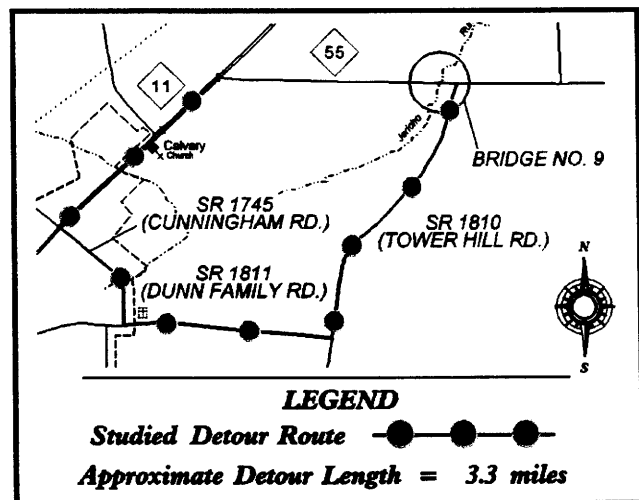 55
11
Run
Jericho
Calvary
Church
BRIDGE NO. 9
SR 1745
(CUNNINGHAM RD.)
SR 1810
(TOWER HILL RD.)
SR 1811
(DUNN FAMILY RD.)
N
S
LEGEND
Studied Detour Route
Approximate Detour Length = 3.3 miles